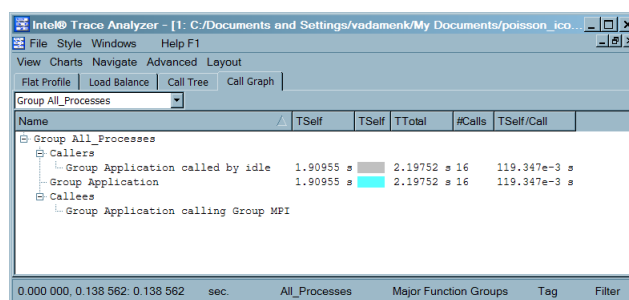 Intel® Trace Analyzer - [1: C:/Documents and Settings/vadamenk/My Documents/poisson_ico...
File Style Windows Help F1
View Charts Navigate Advanced Layout
Flat Profile Load Balance Call Tree Call Graph
Group All_Processes
Name TSelf TSelf TTotal #Calls TSelf/Call
Group All_Processes
Callers
Group Application called by idle 1.90955 s 2.19752 s 16 119.347e-3 s
Group Application 1.90955 s 2.19752 s 16 119.347e-3 s
Callees
Group Application calling Group MPI
0.000 000, 0.138 562: 0.138 562 sec. All_Processes Major Function Groups Tag Filter